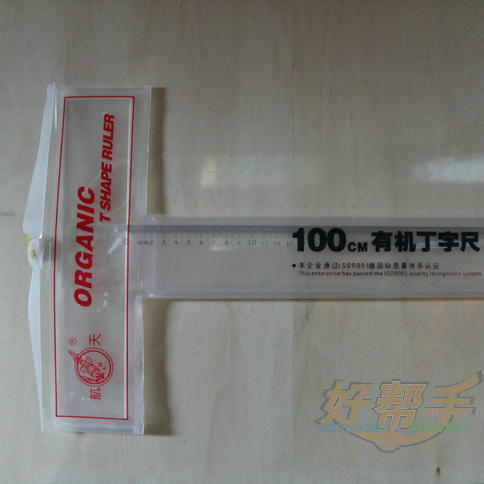 ORGANIC
T SHAPE RULER
航天
®
100CM 有机丁字尺
●本企业通过ISO9001版国际质量体系认证
This enterprise has passed the ISO9001 quality recognition system
好帮手